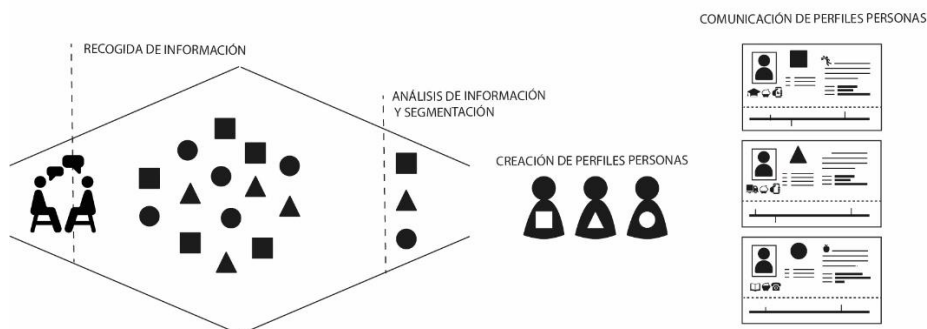 COMUNICACIÓN DE PERFILES PERSONAS
RECOGIDA DE INFORMACIÓN
ANÁLISIS DE INFORMACIÓN
Y SEGMENTACIÓN
CREACIÓN DE PERFILES PERSONAS